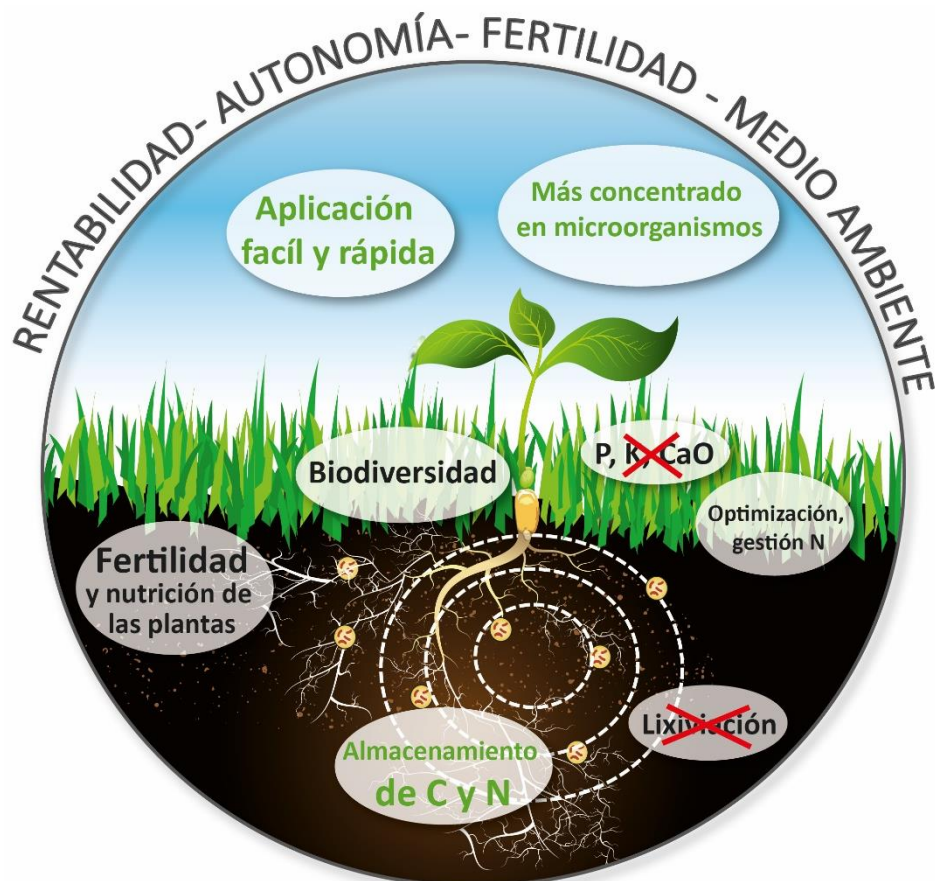 RENTABILIDAD- AUTONOMÍA- FERTILIDAD - MEDIO AMBIENTE
Aplicación
facíl y rápida
Más concentrado
en microorganismos
Biodiversidad
P, K, CaO
Optimización,
gestión N
Fertilidad
y nutrición de
las plantas
Lixiviación
Almacenamiento
de C y N